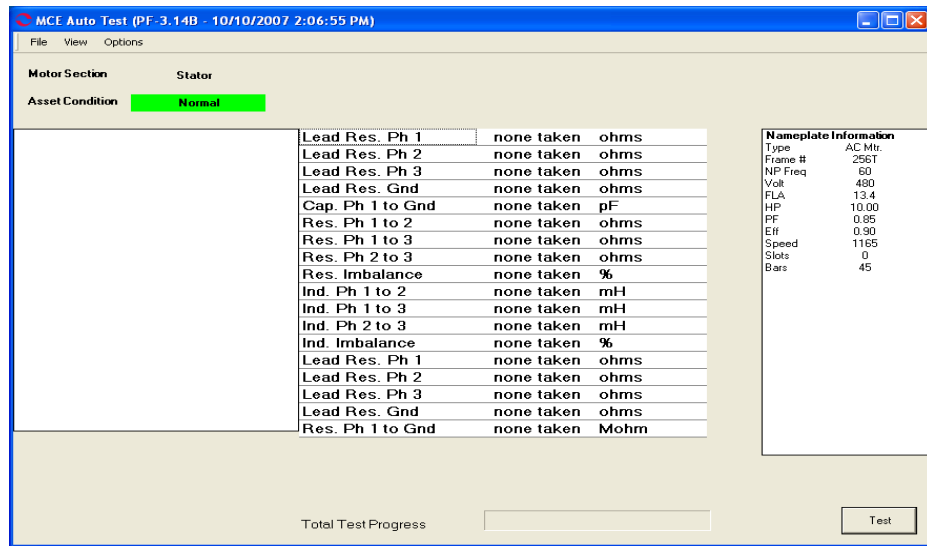 MCE Auto Test (PF-3.14B - 10/10/2007 2:06:55 PM)
File View Options
Motor Section Stator
Asset Condition Normal
Lead Res. Ph 1 none taken ohms
Lead Res. Ph 2 none taken ohms
Lead Res. Ph 3 none taken ohms
Lead Res. Gnd none taken ohms
Cap. Ph 1 to Gnd none taken pF
Res. Ph 1 to 2 none taken ohms
Res. Ph 1 to 3 none taken ohms
Res. Ph 2 to 3 none taken ohms
Res. Imbalance none taken %
Ind. Ph 1 to 2 none taken mH
Ind. Ph 1 to 3 none taken mH
Ind. Ph 2 to 3 none taken mH
Ind. Imbalance none taken %
Lead Res. Ph 1 none taken ohms
Lead Res. Ph 2 none taken ohms
Lead Res. Ph 3 none taken ohms
Lead Res. Gnd none taken ohms
Res. Ph 1 to Gnd none taken Mohm
Nameplate Information
Type AC Mtr.
Frame # 256T
NP Freq 60
Volt 480
FLA 13.4
HP 10.00
PF 0.85
Eff 0.90
Speed 1165
Slots 0
Bars 45
Total Test Progress
Test